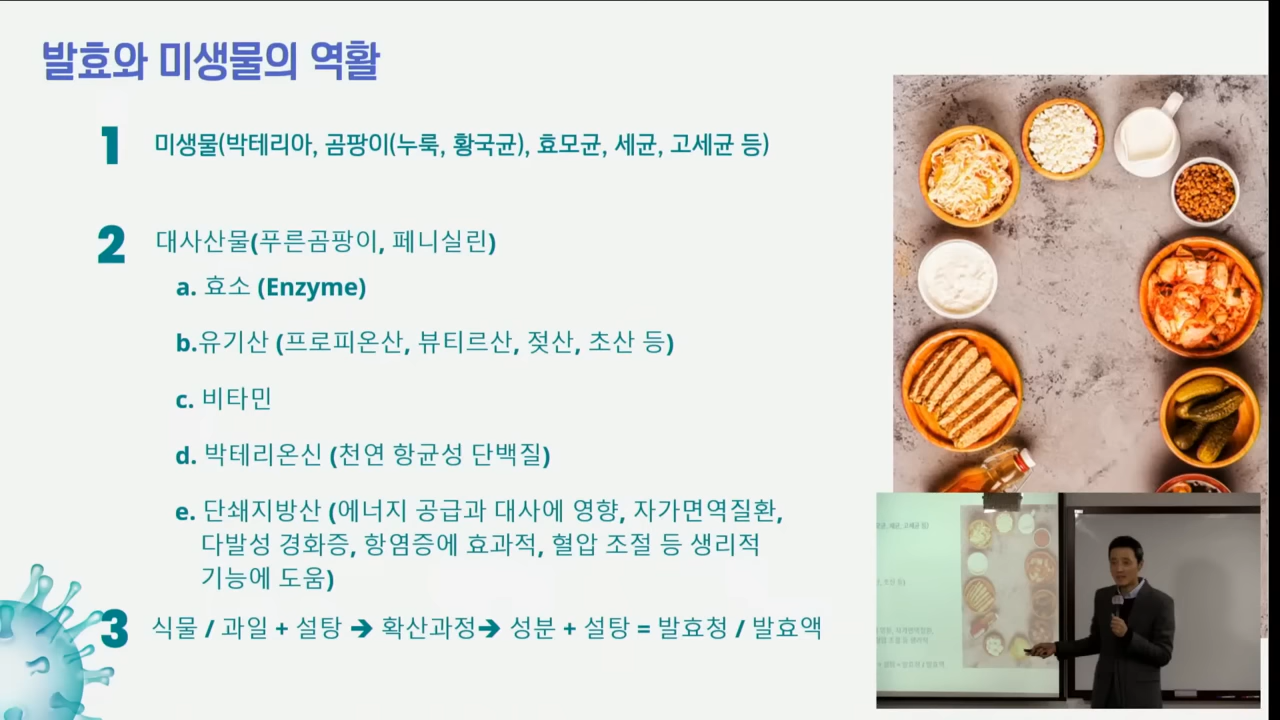 발효와 미생물의 역활
1 미생물(박테리아, 곰팡이(누룩, 황국균), 효모균, 세균, 고세균 등)
2 대사산물(푸른곰팡이, 페니실린)
a. 효소 (Enzyme)
b.유기산 (프로피온산, 뷰티르산, 젖산, 초산 등)
c. 비타민
d. 박테리온신 (천연 항균성 단백질)
e. 단쇄지방산 (에너지 공급과 대사에 영향, 자가면역질환,
다발성 경화증, 항염증에 효과적, 혈압 조절 등 생리적
기능에 도움)
3 식물 / 과일 + 설탕 ➔ 확산과정➔ 성분 + 설탕 = 발효청 / 발효액